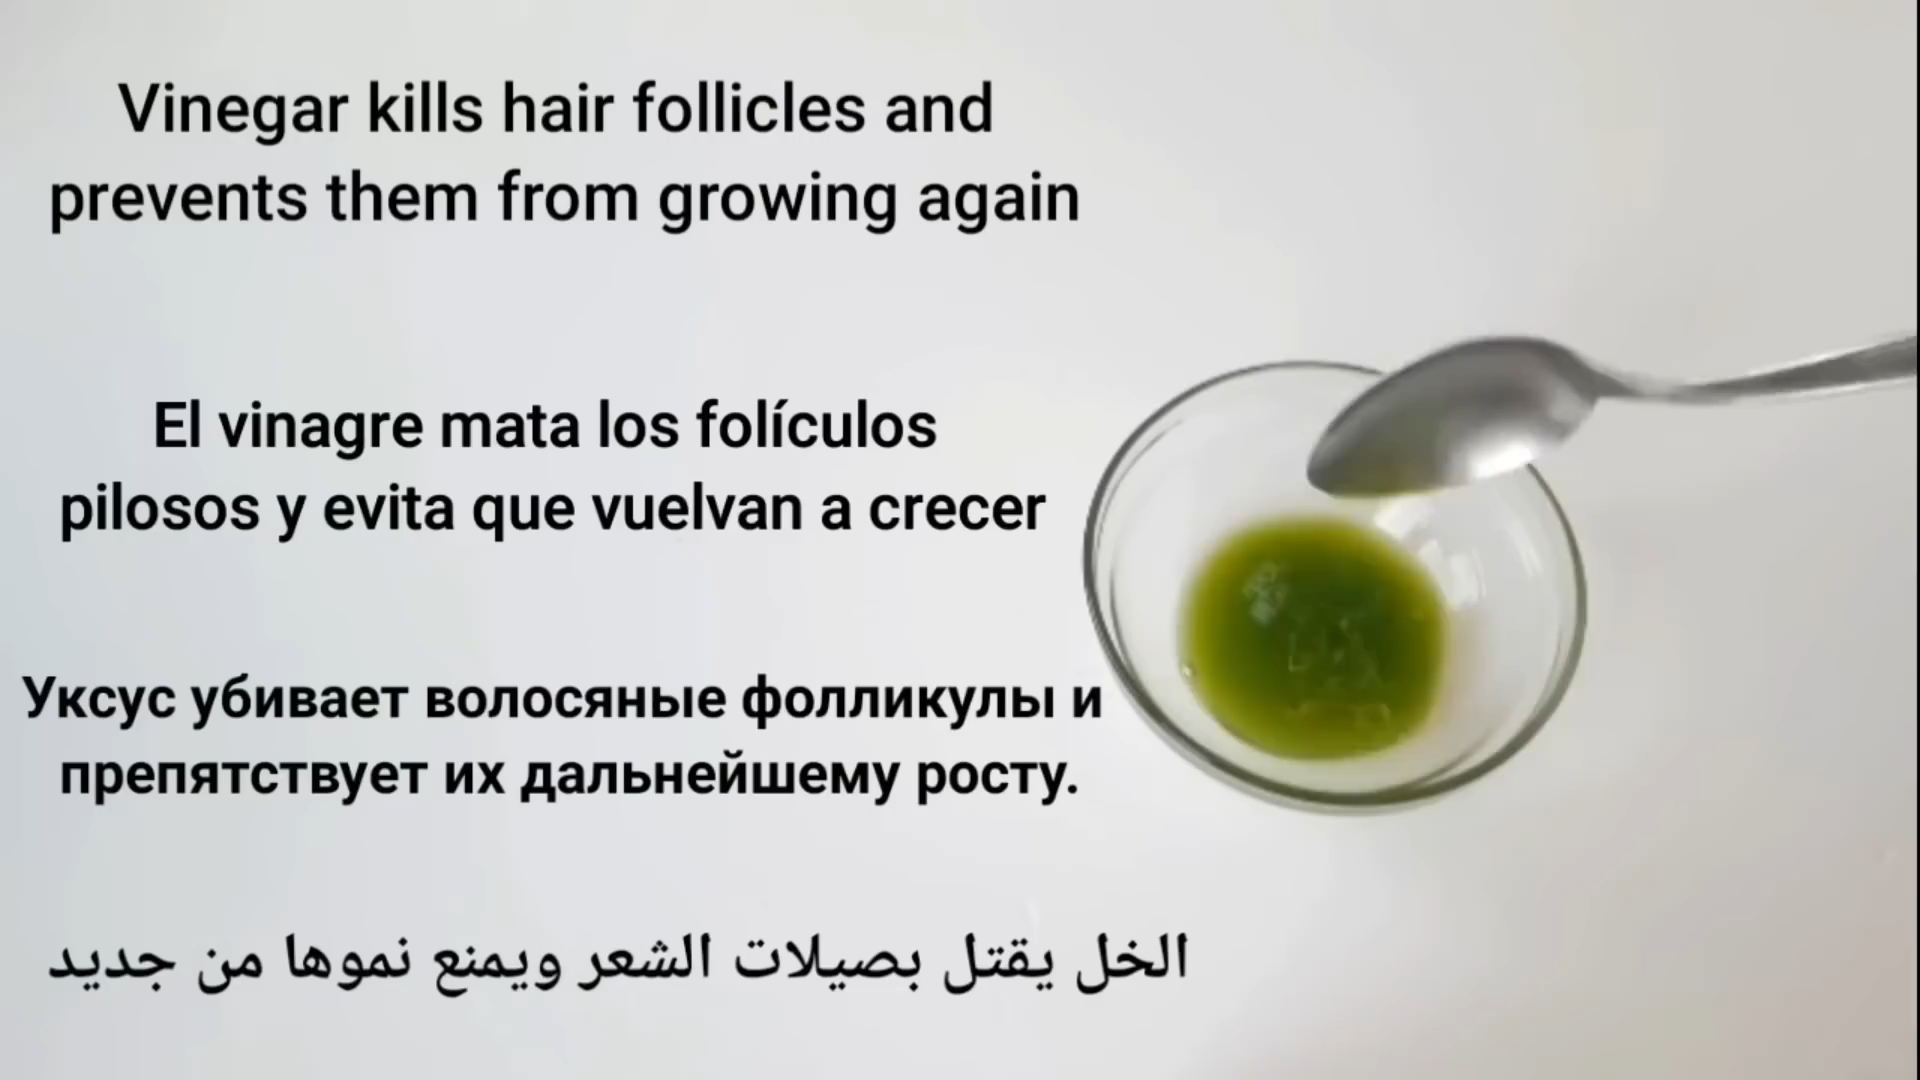 Vinegar kills hair follicles and
prevents them from growing again
El vinagre mata los folículos
pilosos y evita que vuelvan a crecer
Уксус убивает волосяные фолликулы и
препятствует их дальнейшему росту.
الخل يقتل بصيلات الشعر ويمنع نموها من جديد